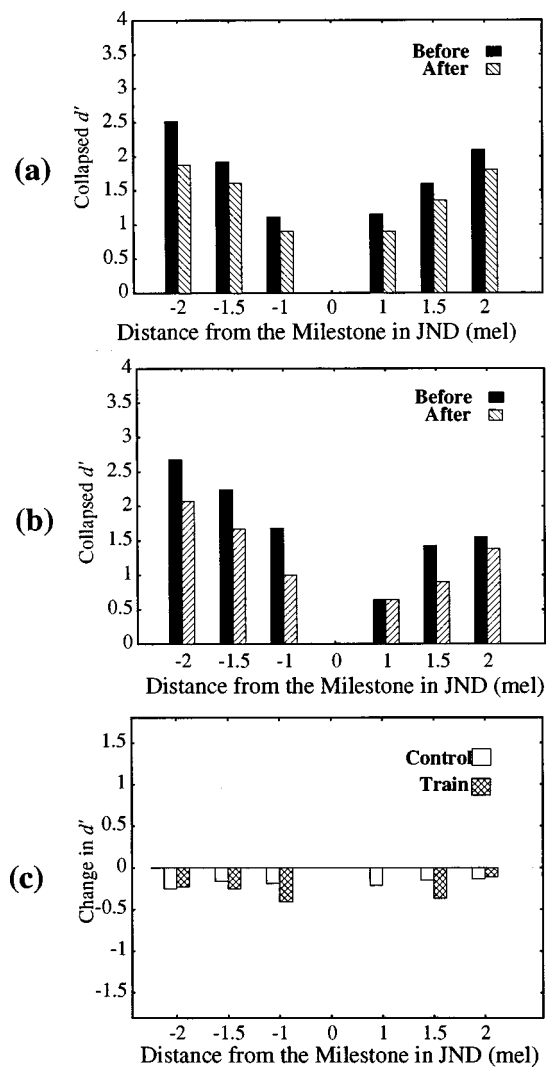 4
3.5
3
2.5
2
1.5
1
0.5
0
Before
After
(a)
Collapsed d'
-2 -1.5 -1 0 1 1.5 2
Distance from the Milestone in JND (mel)
4
3.5
3
2.5
2
1.5
1
0.5
0
Before
After
(b)
Collapsed d'
-2 -1.5 -1 0 1 1.5 2
Distance from the Milestone in JND (mel)
1.5
1
0.5
0
-0.5
-1
-1.5
Control
Train
(c)
Change in d'
-2 -1.5 -1 0 1 1.5 2
Distance from the Milestone in JND (mel)